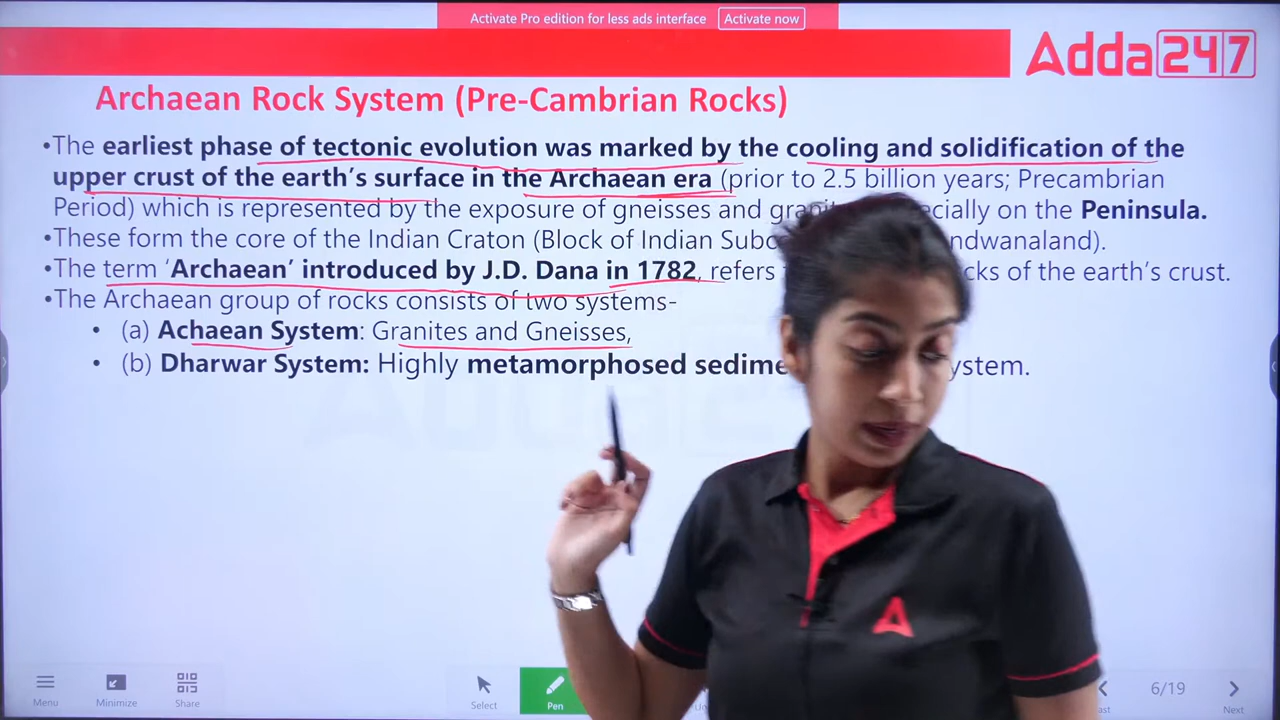 Activate Pro edition for less ads interface Activate now
Adda247
Archaean Rock System (Pre-Cambrian Rocks)
•The earliest phase of tectonic evolution was marked by the cooling and solidification of the
upper crust of the earth's surface in the Archaean era (prior to 2.5 billion years; Precambrian
Period) which is represented by the exposure of gneisses and on the Peninsula.
•These form the core of the Indian Craton (Block of Indian
•The term 'Archaean' introduced by J.D. Dana in 1782, refers of the earth's crust.
•The Archaean group of rocks consists of two systems-
• (a) Achaean System: Granites and Gneisses,
• (b) Dharwar System: Highly metamorphosed
Menu Minimize Share Select Pen 6/19 Next